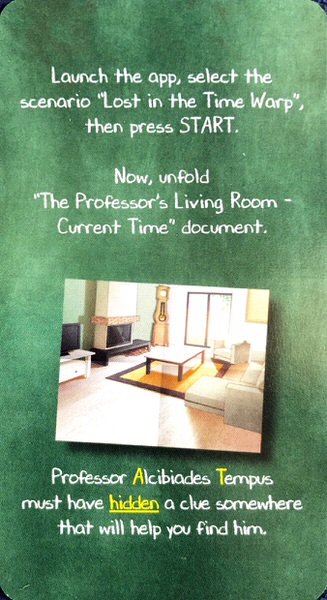 Launch the app, select the
scenario "Lost in the Time Warp",
then press START.
Now, unfold
"The Professor's Living Room -
Current Time" document.
Professor Alcibiades Tempus
must have hidden a clue somewhere
that will help you find him.